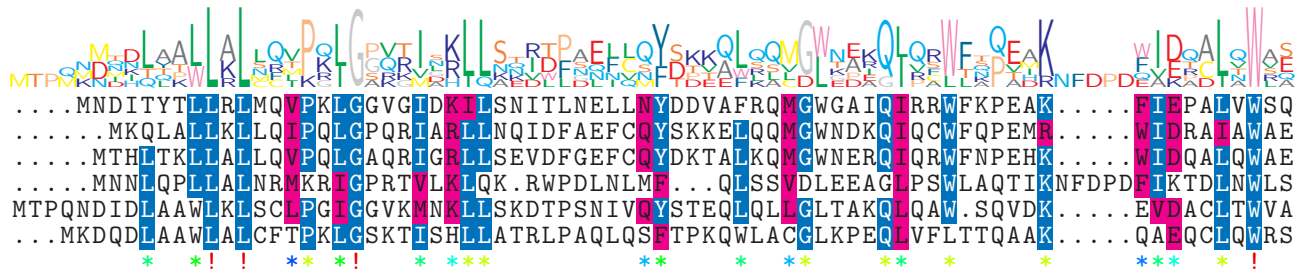 ....MNDITYTLLRLMQVPKLGGVGIDKILSNITLNELLNYDDVAFRQMGWGAIQIRRWFKPEAK.....FIEPALVWSQ
......MKQLALLKLLQIPQLGPQRIARLLNQIDFAEFCQYSKKELQQMGWNDKQIQCWFQPEMR.....WIDRAIAWAE
.....MTHLTKLLALLQVPQLGAQRIGRLLSEVDFGEFCQYDKTALKQMGWNERQIQRWFNPEHK.....WIDQALQWAE
.....MNNLQPLLALNRMKRIGPRTVLKLQK.RWPDLNLMF...QLSSVDLEEAGLPSWLAQTIKNFDPDFIKTDLNWLS
MTPQNDIDLAAWLKLSCLPGIGGVKMNKLLSKDTPSNIVQYSTEQLQLLGLTAKQLQAW.SQVDK.....EVDACLTWVA
...MKDQDLAAWLALCFTPKLGSKTISHLLATRLPAQLQSFTPKQWLACGLKPEQLVFLTTQAAK.....QAEQCLQWRS
* * ! ! * * * ! * * * * * * * * * * * * * * * * * !